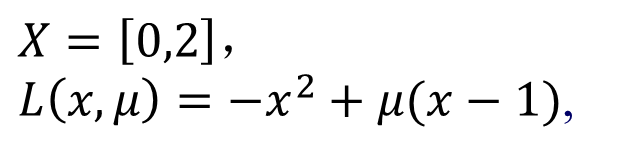 X = [0,2],
L(x, μ) = −x² + μ(x − 1),